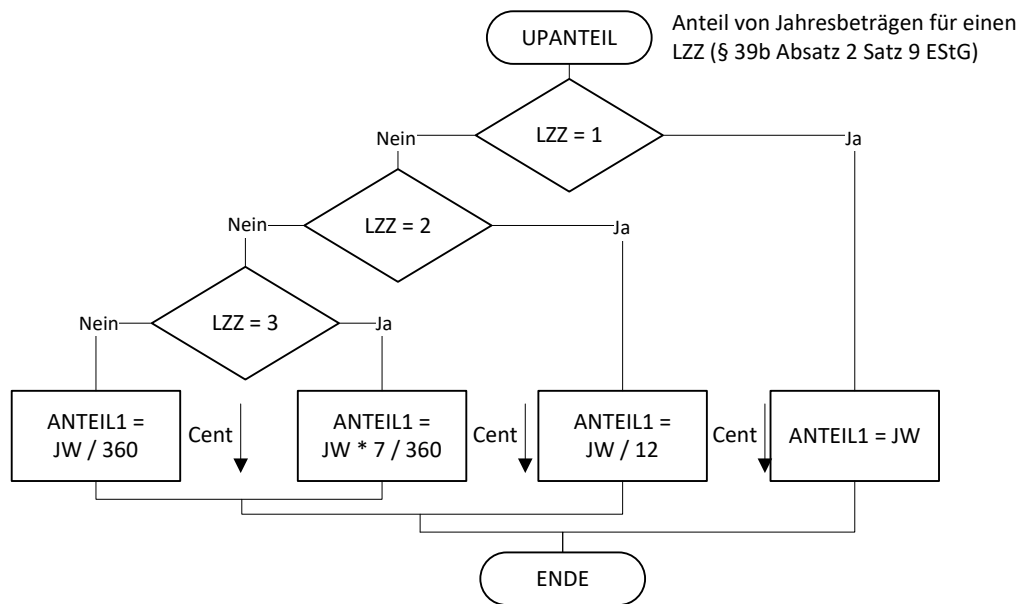 UPANTEIL
Anteil von Jahresbeträgen für einen
LZZ (§ 39b Absatz 2 Satz 9 EStG)
LZZ = 1
Nein
Ja
LZZ = 2
Nein
Ja
LZZ = 3
Nein
Ja
ANTEIL1 =
JW / 360
Cent
ANTEIL1 =
JW * 7 / 360
Cent
ANTEIL1 =
JW / 12
Cent
ANTEIL1 = JW
ENDE